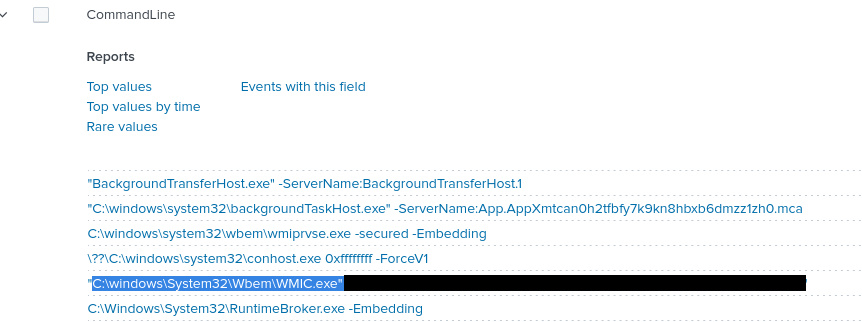 CommandLine
Reports
Top values Events with this field
Top values by time
Rare values
"BackgroundTransferHost.exe" -ServerName:BackgroundTransferHost.1
"C:\windows\system32\backgroundTaskHost.exe" -ServerName:App.AppXmtcan0h2tfbfy7k9kn8hbxb6dmzz1zh0.mca
C:\windows\system32\wbem\wmiprvse.exe -secured -Embedding
\??\C:\windows\system32\conhost.exe 0xffffffff -ForceV1
"C:\windows\System32\Wbem\WMIC.exe"
C:\Windows\System32\RuntimeBroker.exe -Embedding